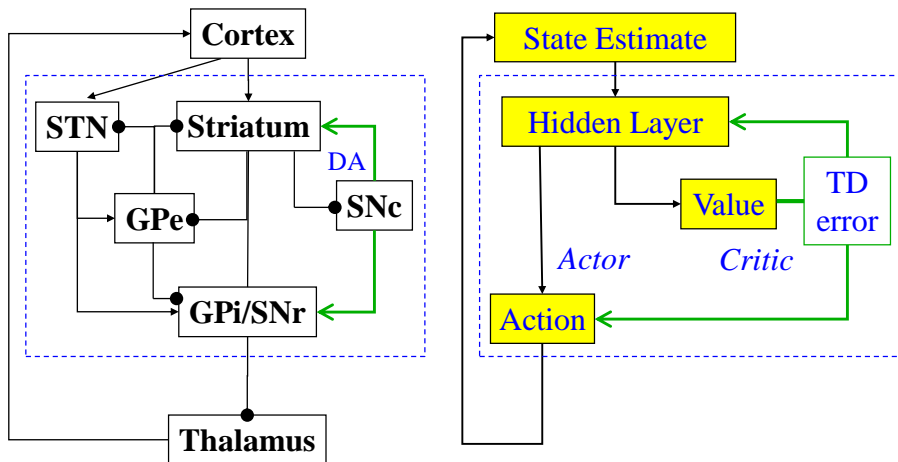 Cortex
STN
Striatum
DA
SNc
GPe
GPi/SNr
Thalamus
State Estimate
Hidden Layer
TD
error
Value
Actor
Critic
Action